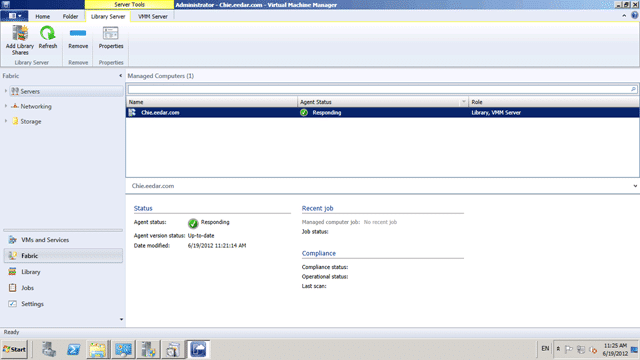 Server Tools
Administrator - Chie.eedar.com - Virtual Machine Manager
Home
Folder
Library Server
VMM Server
Add Library Shares
Refresh
Remove
Properties
Library Server
Remove
Properties
Fabric
Managed Computers (1)
Servers
Networking
Storage
Name
Agent Status
Role
Chie.eedar.com
Responding
Library, VMM Server
Chie.eedar.com
Status
Agent status: Responding
Agent version status: Up-to-date
Date modified: 6/19/2012 11:21:14 AM
Recent job
Managed computer job: No recent job
Job status:
Compliance
Compliance status:
Operational status:
Last scan:
VMs and Services
Fabric
Library
Jobs
Settings
Ready
Start
EN
11:25 AM
6/19/2012